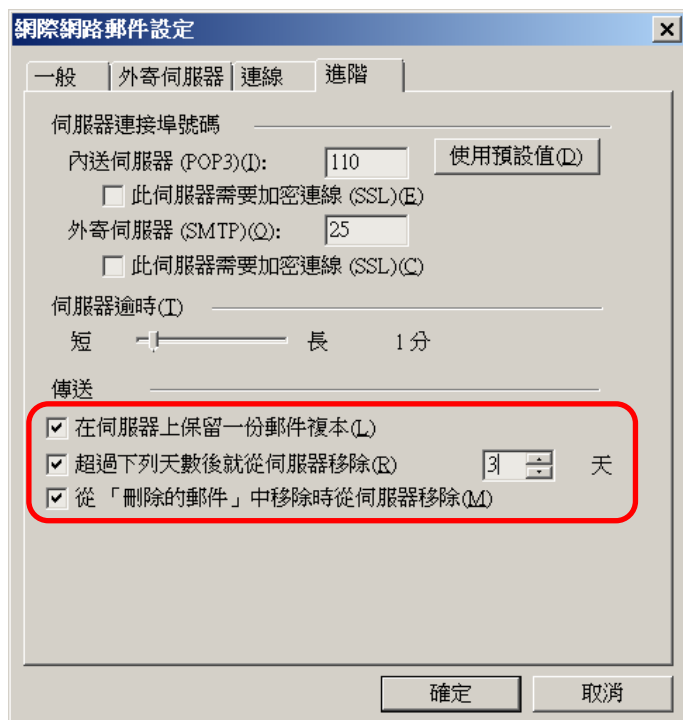 網際網路郵件設定
一般 外寄伺服器 連線 進階
伺服器連接埠號碼
內送伺服器 (POP3)(I): 110 使用預設值(D)
此伺服器需要加密連線 (SSL)(E)
外寄伺服器 (SMTP)(O): 25
此伺服器需要加密連線 (SSL)(C)
伺服器逾時(T)
短 長 1分
傳送
在伺服器上保留一份郵件複本(L)
超過下列天數後就從伺服器移除(R) 3 天
從「刪除的郵件」中移除時從伺服器移除(M)
確定 取消